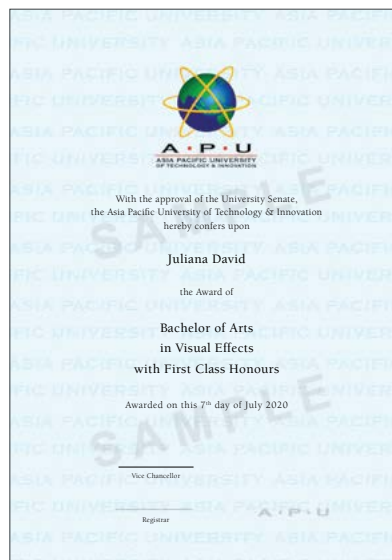 A • P • U
ASIA PACIFIC UNIVERSITY
OF TECHNOLOGY & INNOVATION
SAMPLE
With the approval of the University Senate,
the Asia Pacific University of Technology & Innovation
hereby confers upon
Juliana David
the Award of
Bachelor of Arts
in Visual Effects
with First Class Honours
Awarded on this 7th day of July 2020
SAMPLE
Vice Chancellor
Registrar
A • P • U